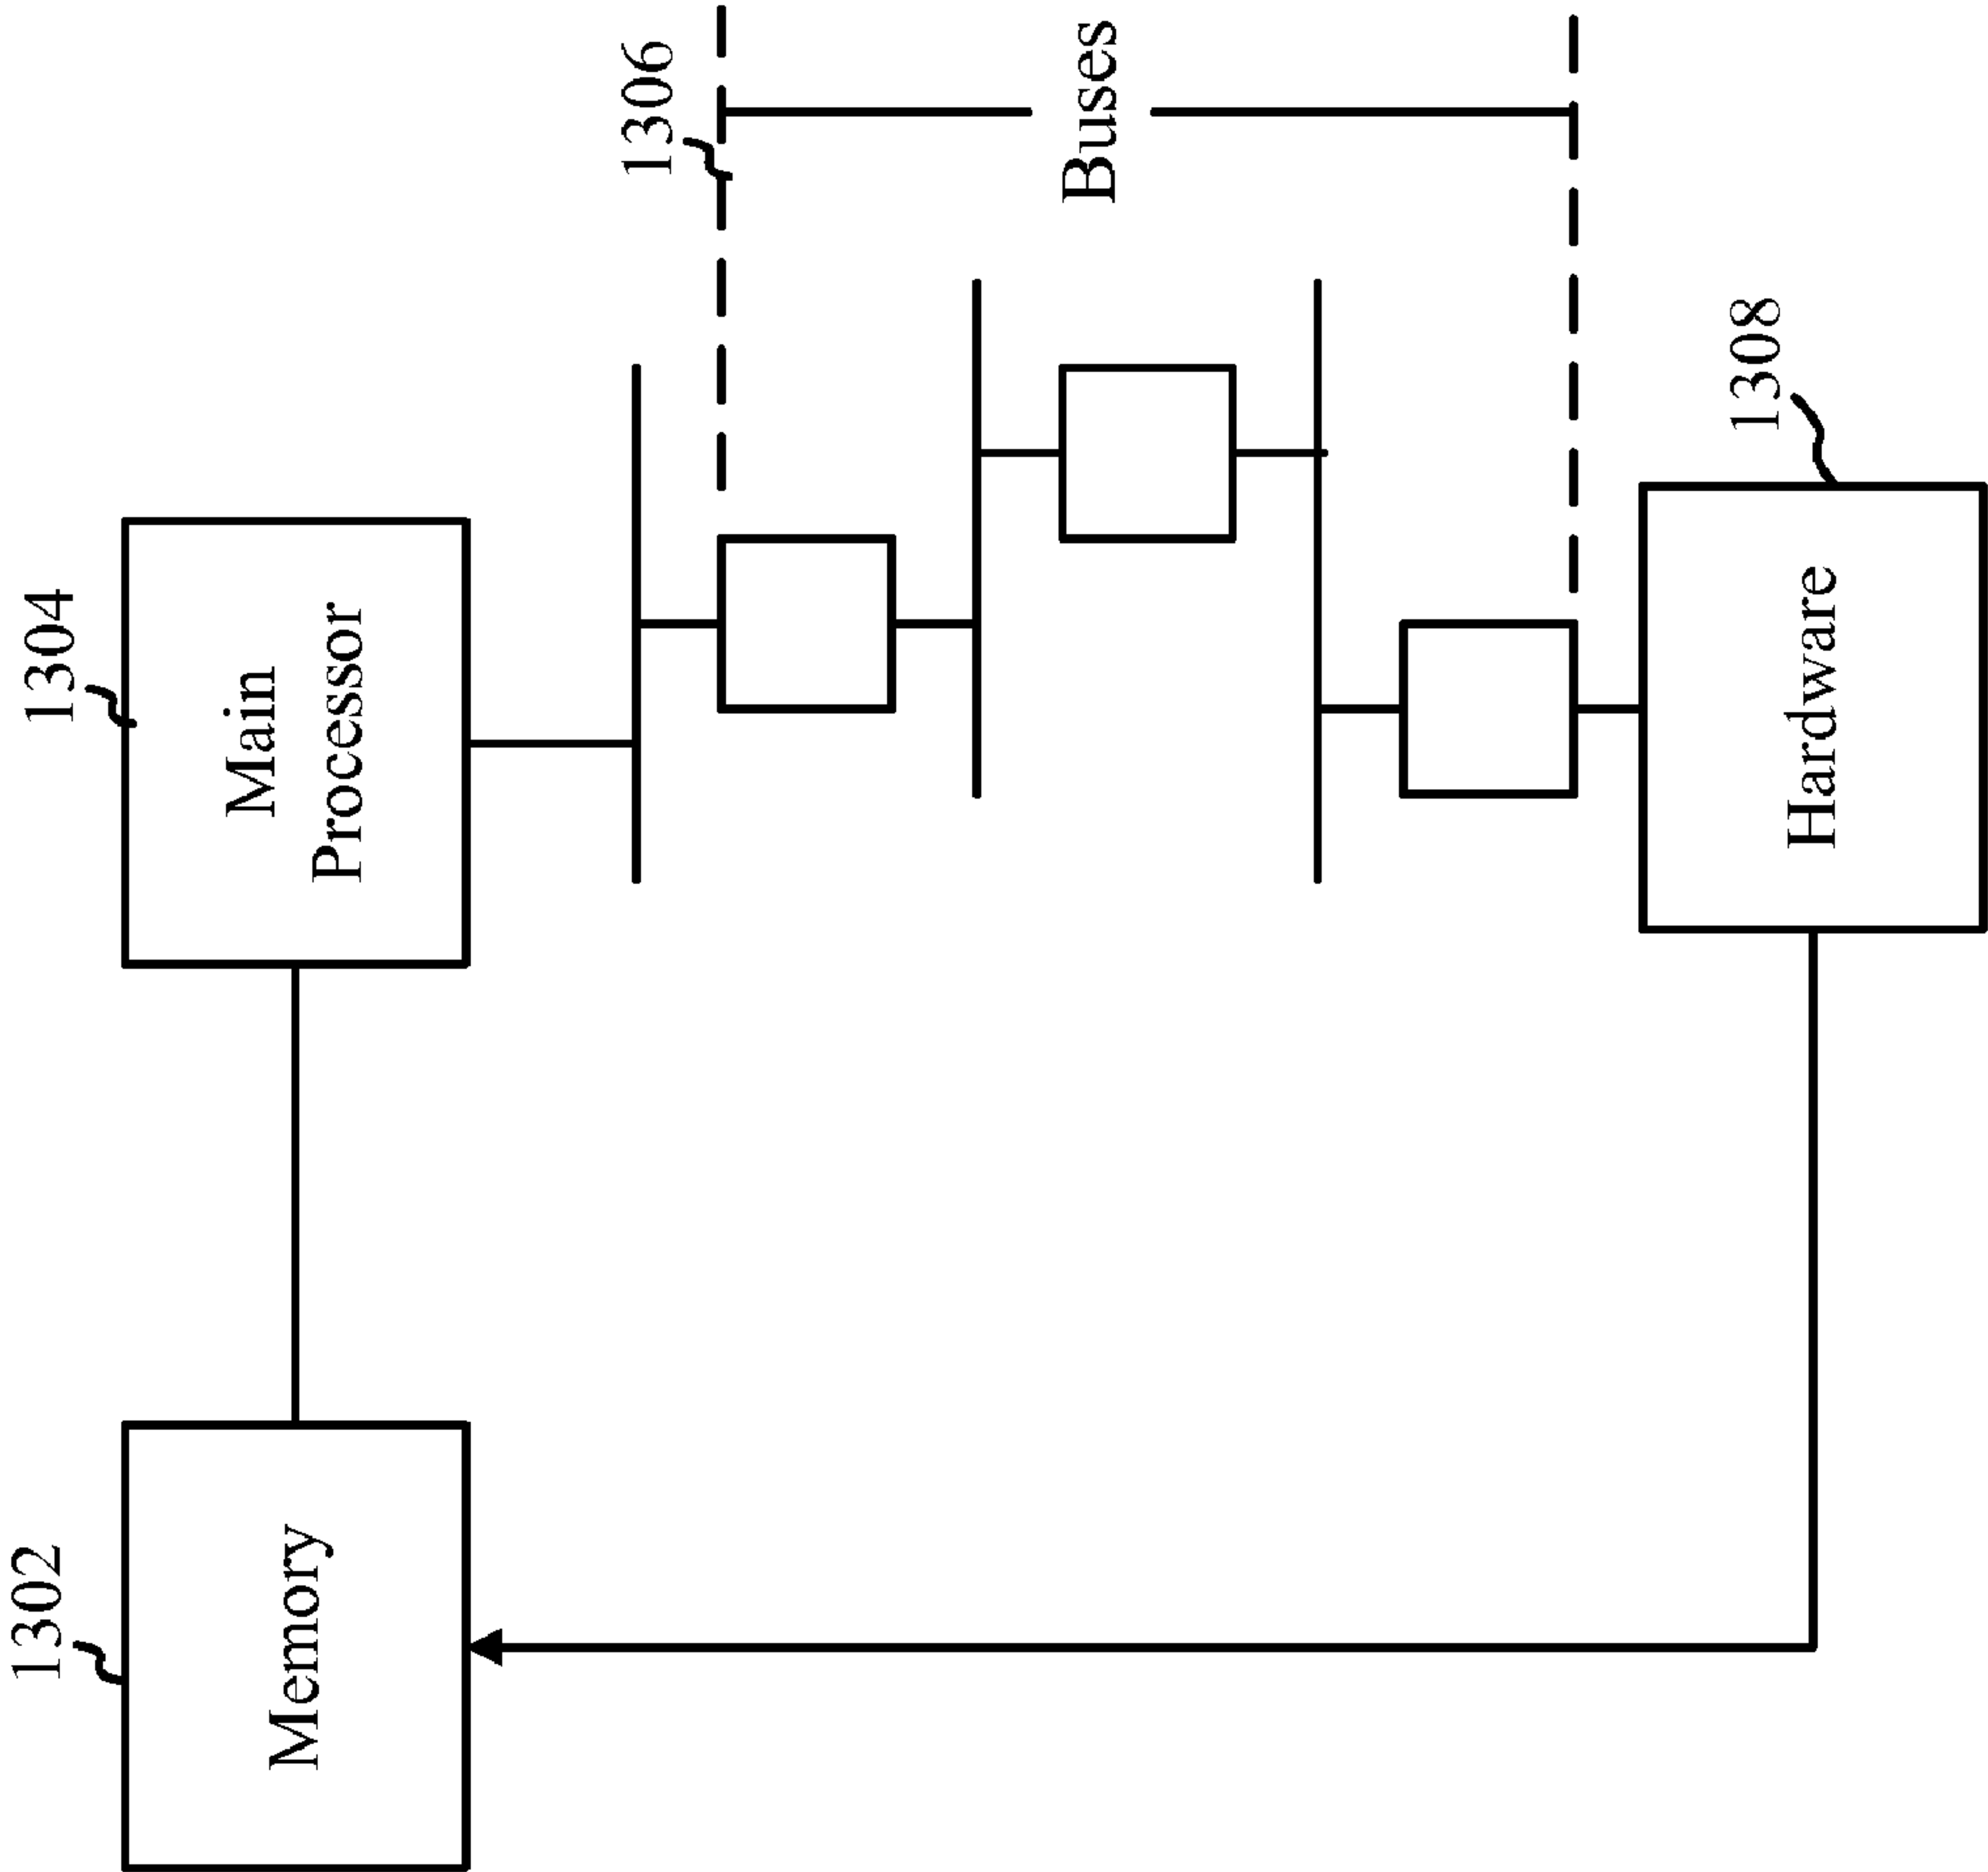 1302
1304
Memory
Main
Processor
1306
Buses
1308
Hardware